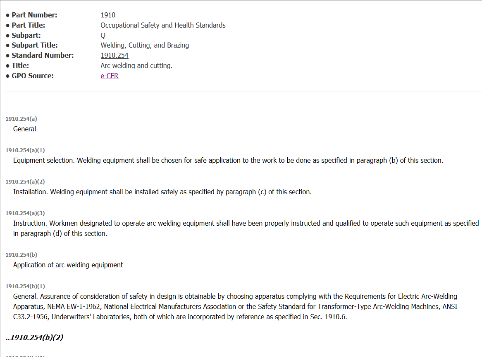 • Part Number: 1910
• Part Title: Occupational Safety and Health Standards
• Subpart: Q
• Subpart Title: Welding, Cutting, and Brazing
• Standard Number: 1910.254
• Title: Arc welding and cutting.
• GPO Source: e-CFR
1910.254(a)
General
1910.254(a)(1)
Equipment selection. Welding equipment shall be chosen for safe application to the work to be done as specified in paragraph (b) of this section.
1910.254(a)(2)
Installation. Welding equipment shall be installed safely as specified by paragraph (c) of this section.
1910.254(a)(3)
Instruction. Workmen designated to operate arc welding equipment shall have been properly instructed and qualified to operate such equipment as specified
in paragraph (d) of this section.
1910.254(b)
Application of arc welding equipment
1910.254(b)(1)
General. Assurance of consideration of safety in design is obtainable by choosing apparatus complying with the Requirements for Electric Arc-Welding
Apparatus, NEMA EW-1-1962, National Electrical Manufacturers Association or the Safety Standard for Transformer-Type Arc-Welding Machines, ANSI
C33.2-1956, Underwriters' Laboratories, both of which are incorporated by reference as specified in Sec. 1910.6.
..1910.254(b)(2)